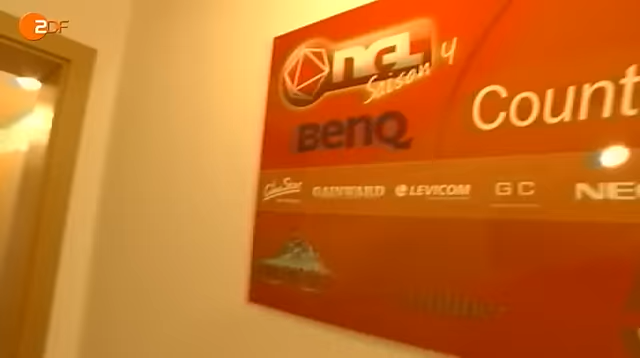 2DF
NGL
Saison 4
BenQ
Count
GAINWARD
LEVICOM
GC
NEC